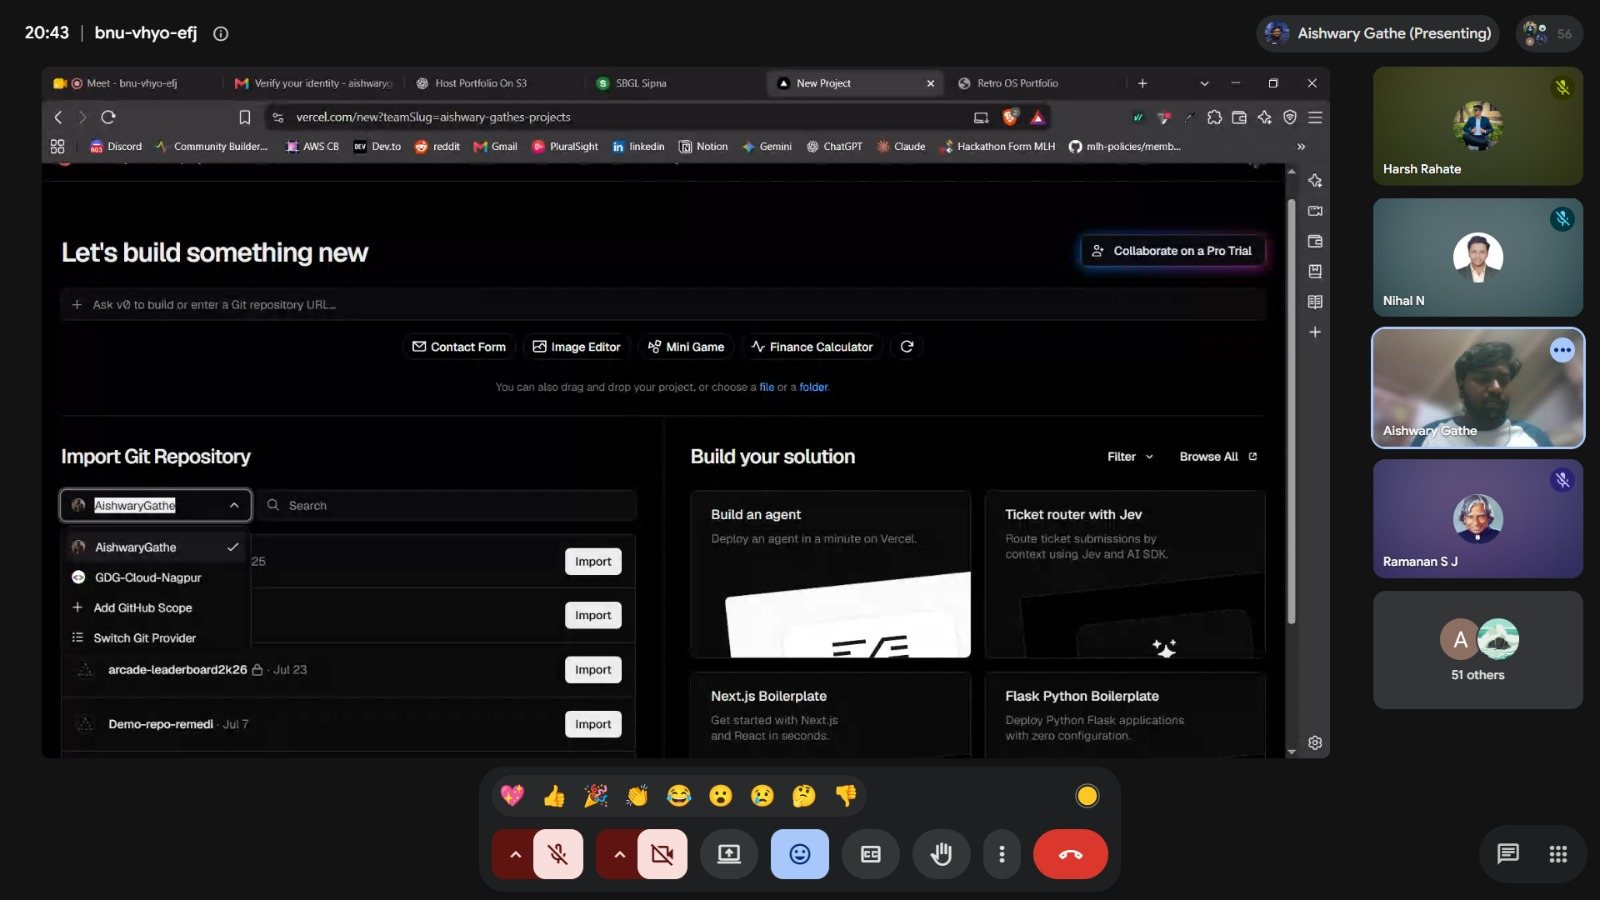 20:43 | bnu-vhyo-efj
Aishwary Gathe (Presenting)
56
Meet - bnu-vhyo-efj
Verify your identity - aishwaryg
Host Portfolio On S3
SBGL Sipna
New Project
Retro OS Portfolio
vercel.com/new?teamSlug=aishwary-gathes-projects
Discord
Community Builder...
AWS CB
DEV Dev.to
reddit
Gmail
PluralSight
linkedin
Notion
Gemini
ChatGPT
Claude
Hackathon Form MLH
mlh-policies/memb...
Let's build something new
Collaborate on a Pro Trial
Ask v0 to build or enter a Git repository URL...
Contact Form
Image Editor
Mini Game
Finance Calculator
You can also drag and drop your project, or choose a file or a folder.
Import Git Repository
AishwaryGathe
Search
AishwaryGathe
GDG-Cloud-Nagpur
Add GitHub Scope
Switch Git Provider
25
Import
Import
arcade-leaderboard2k26 · Jul 23
Import
Demo-repo-remedi · Jul 7
Import
Build your solution
Filter
Browse All
Build an agent
Deploy an agent in a minute on Vercel.
Ticket router with Jev
Route ticket submissions by
context using Jev and AI SDK.
Next.js Boilerplate
Get started with Next.js
and React in seconds.
Flask Python Boilerplate
Deploy Python Flask applications
with zero configuration.
Harsh Rahate
Nihal N
Aishwary Gathe
Ramanan S J
A
51 others